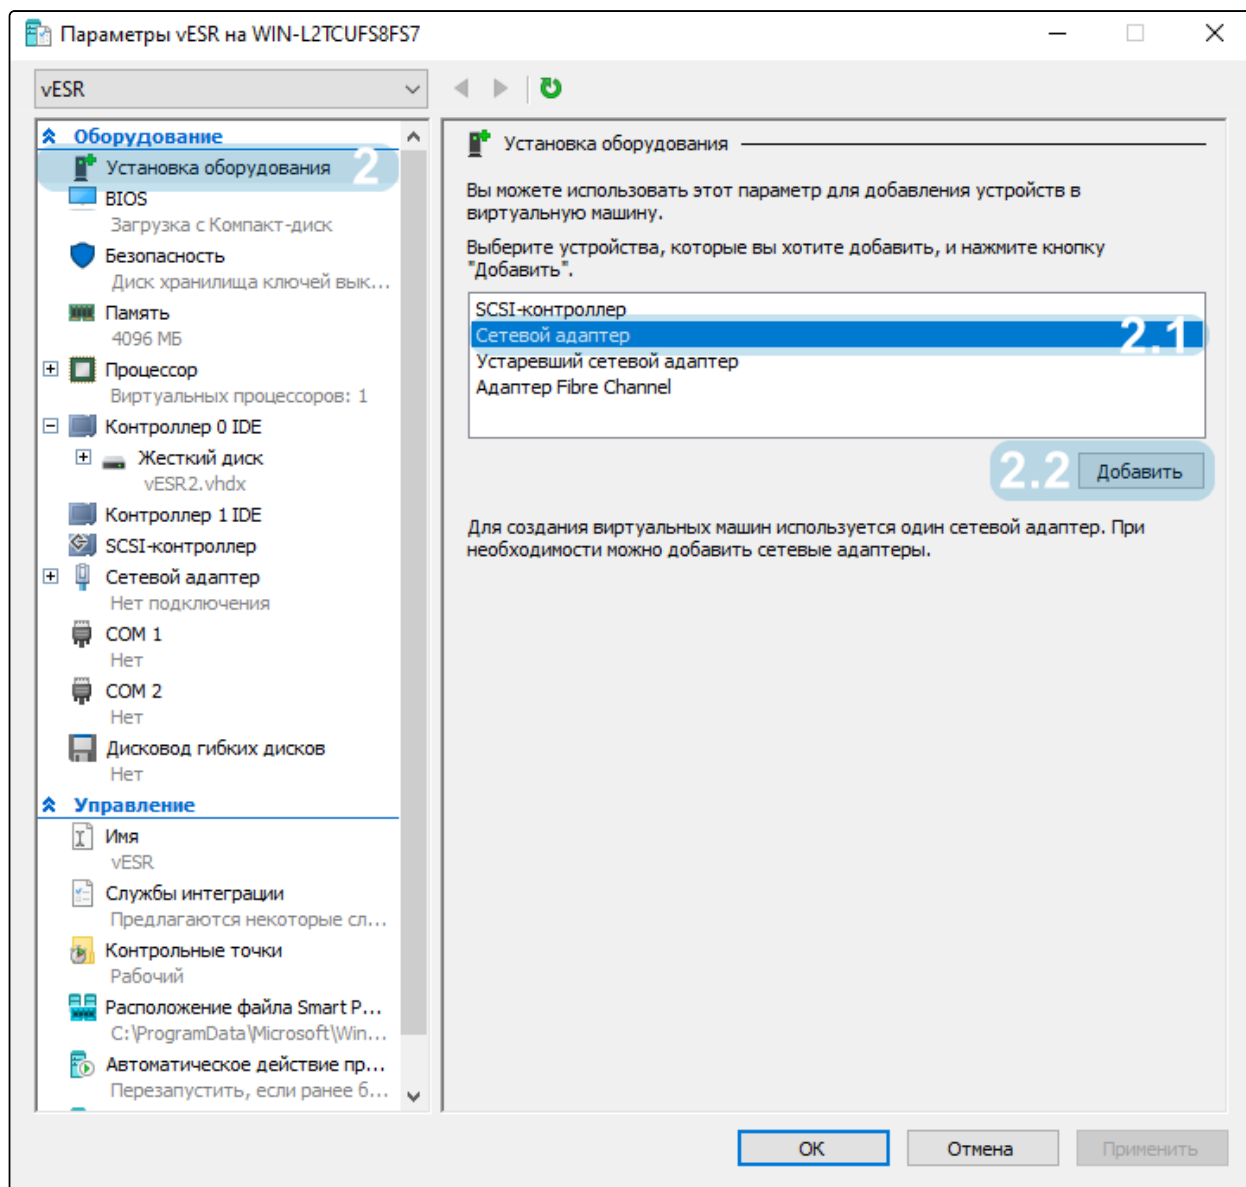 Параметры vESR на WIN-L2TCUFS8FS7
vESR
Оборудование
Установка оборудования 2
BIOS
Загрузка с Компакт-диск
Безопасность
Диск хранилища ключей вык...
Память
4096 МБ
Процессор
Виртуальных процессоров: 1
Контроллер 0 IDE
Жесткий диск
vESR2.vhdx
Контроллер 1 IDE
SCSI-контроллер
Сетевой адаптер
Нет подключения
COM 1
Нет
COM 2
Нет
Дисковод гибких дисков
Нет
Управление
Имя
vESR
Службы интеграции
Предлагаются некоторые сл...
Контрольные точки
Рабочий
Расположение файла Smart P...
C:\ProgramData\Microsoft\Win...
Автоматическое действие пр...
Перезапустить, если ранее б...
Установка оборудования
Вы можете использовать этот параметр для добавления устройств в
виртуальную машину.
Выберите устройства, которые вы хотите добавить, и нажмите кнопку
"Добавить".
SCSI-контроллер
Сетевой адаптер 2.1
Устаревший сетевой адаптер
Адаптер Fibre Channel
2.2 Добавить
Для создания виртуальных машин используется один сетевой адаптер. При
необходимости можно добавить сетевые адаптеры.
ОК Отмена Применить